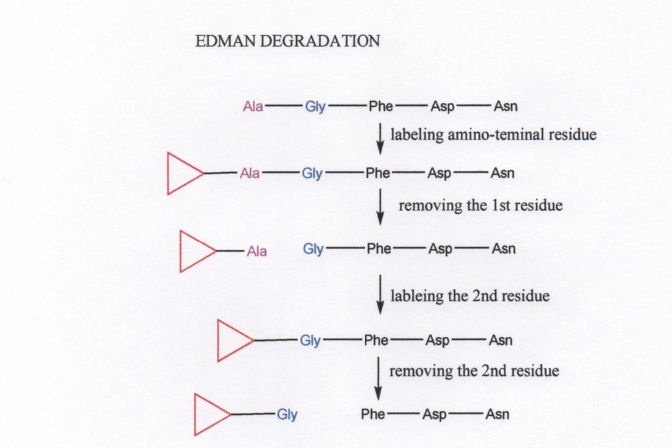 EDMAN DEGRADATION
Ala Gly Phe Asp Asn
labeling amino-teminal residue
Ala Gly Phe Asp Asn
removing the 1st residue
Ala Gly Phe Asp Asn
lableing the 2nd residue
Gly Phe Asp Asn
removing the 2nd residue
Gly Phe Asp Asn